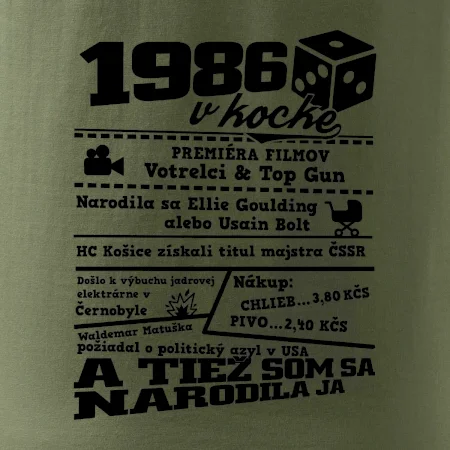 1986
v kocke
PREMIÉRA FILMOV
Votrelci & Top Gun
Narodila sa Ellie Goulding
alebo Usain Bolt
HC Košice získali titul majstra ČSSR
Došlo k výbuchu jadrovej
elektrárne v
Černobyle
Nákup:
CHLIEB...3,80 KČS
PIVO...2,40 KČS
Waldemar Matuška
požiadal o politický azyl v USA
A TIEŽ SOM SA
NARODILA JA